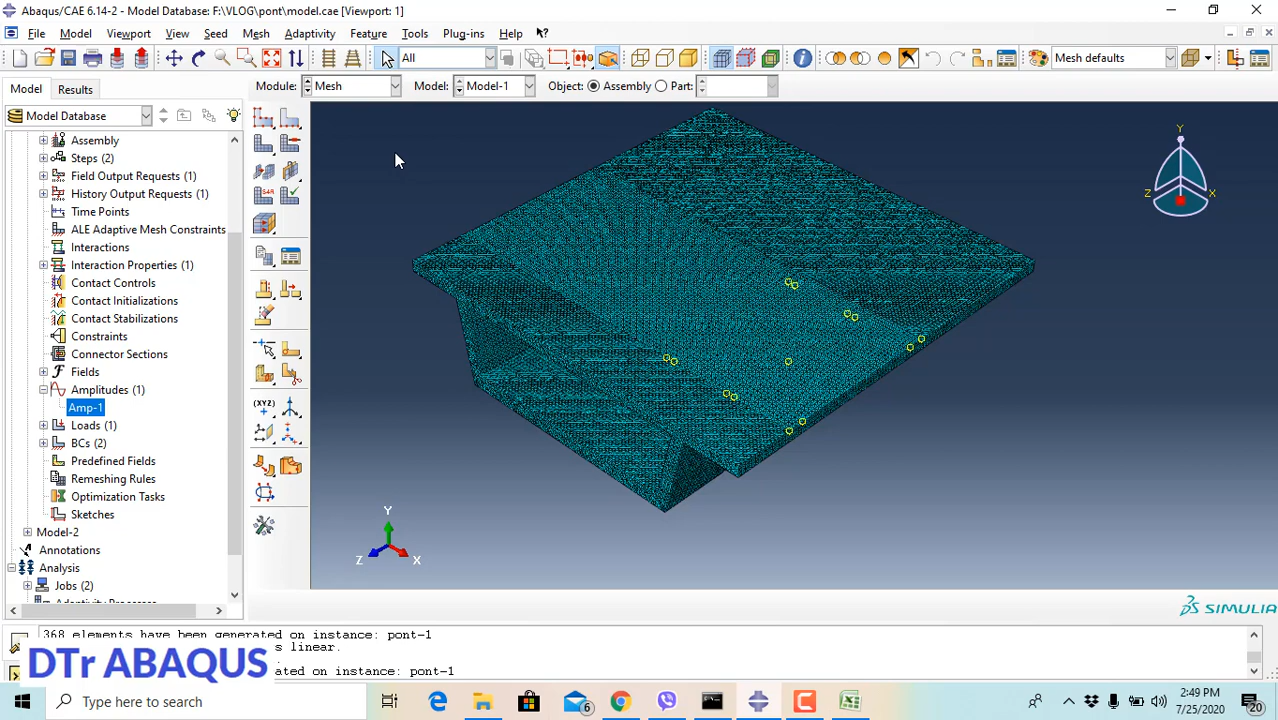 Abaqus/CAE 6.14-2 - Model Database: F:\VLOG\pont\model.cae [Viewport: 1]
File Model Viewport View Seed Mesh Adaptivity Feature Tools Plug-ins Help
All Mesh defaults
Model Results Module: Mesh Model: Model-1 Object: Assembly Part:
Model Database
Assembly
Steps (2)
Field Output Requests (1)
History Output Requests (1)
Time Points
ALE Adaptive Mesh Constraints
Interactions
Interaction Properties (1)
Contact Controls
Contact Initializations
Contact Stabilizations
Constraints
Connector Sections
Fields
Amplitudes (1)
Amp-1
Loads (1)
BCs (2)
Predefined Fields
Remeshing Rules
Optimization Tasks
Sketches
Model-2
Annotations
Analysis
Jobs (2)
S4R
(XYZ)
Y
Z X
Y
Z X
SIMULIA
368 elements have been generated on instance: pont-1
s linear.
ated on instance: pont-1
DTr ABAQUS
Type here to search
6
2:49 PM
7/25/2020
20